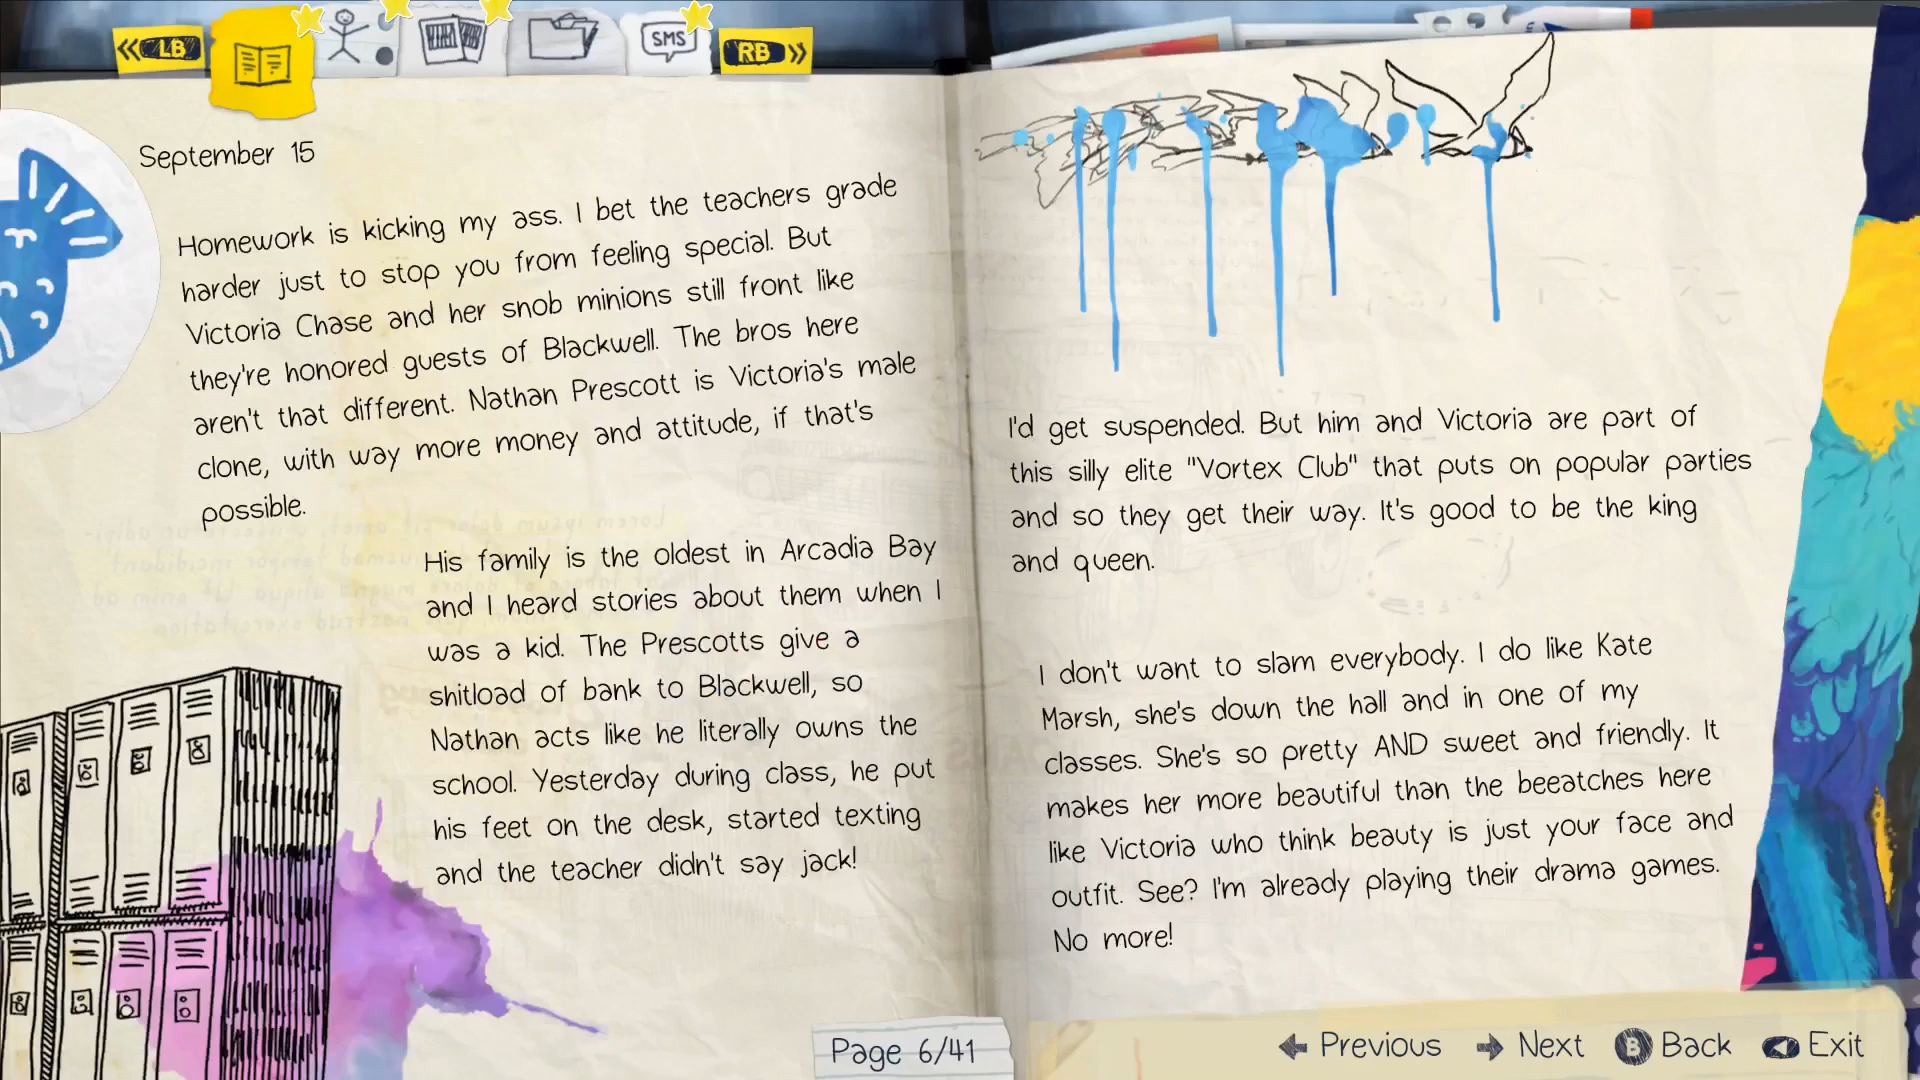 LB
SMS
RB
September 15
Homework is kicking my ass. I bet the teachers grade
harder just to stop you from feeling special. But
Victoria Chase and her snob minions still front like
they're honored guests of Blackwell. The bros here
aren't that different. Nathan Prescott is Victoria's male
clone, with way more money and attitude, if that's
possible.
His family is the oldest in Arcadia Bay
and I heard stories about them when I
was a kid. The Prescotts give a
shitload of bank to Blackwell, so
Nathan acts like he literally owns the
school. Yesterday during class, he put
his feet on the desk, started texting
and the teacher didn't say jack!
I'd get suspended. But him and Victoria are part of
this silly elite "Vortex Club" that puts on popular parties
and so they get their way. It's good to be the king
and queen.
I don't want to slam everybody. I do like Kate
Marsh, she's down the hall and in one of my
classes. She's so pretty AND sweet and friendly. It
makes her more beautiful than the beeatches here
like Victoria who think beauty is just your face and
outfit. See? I'm already playing their drama games.
No more!
Page 6/41
Previous
Next
B Back
Exit